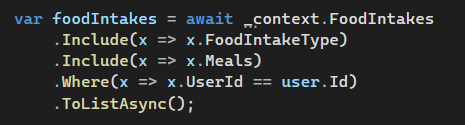 var foodIntakes = await _context.FoodIntakes
    .Include(x => x.FoodIntakeType)
    .Include(x => x.Meals)
    .Where(x => x.UserId == user.Id)
    .ToListAsync();